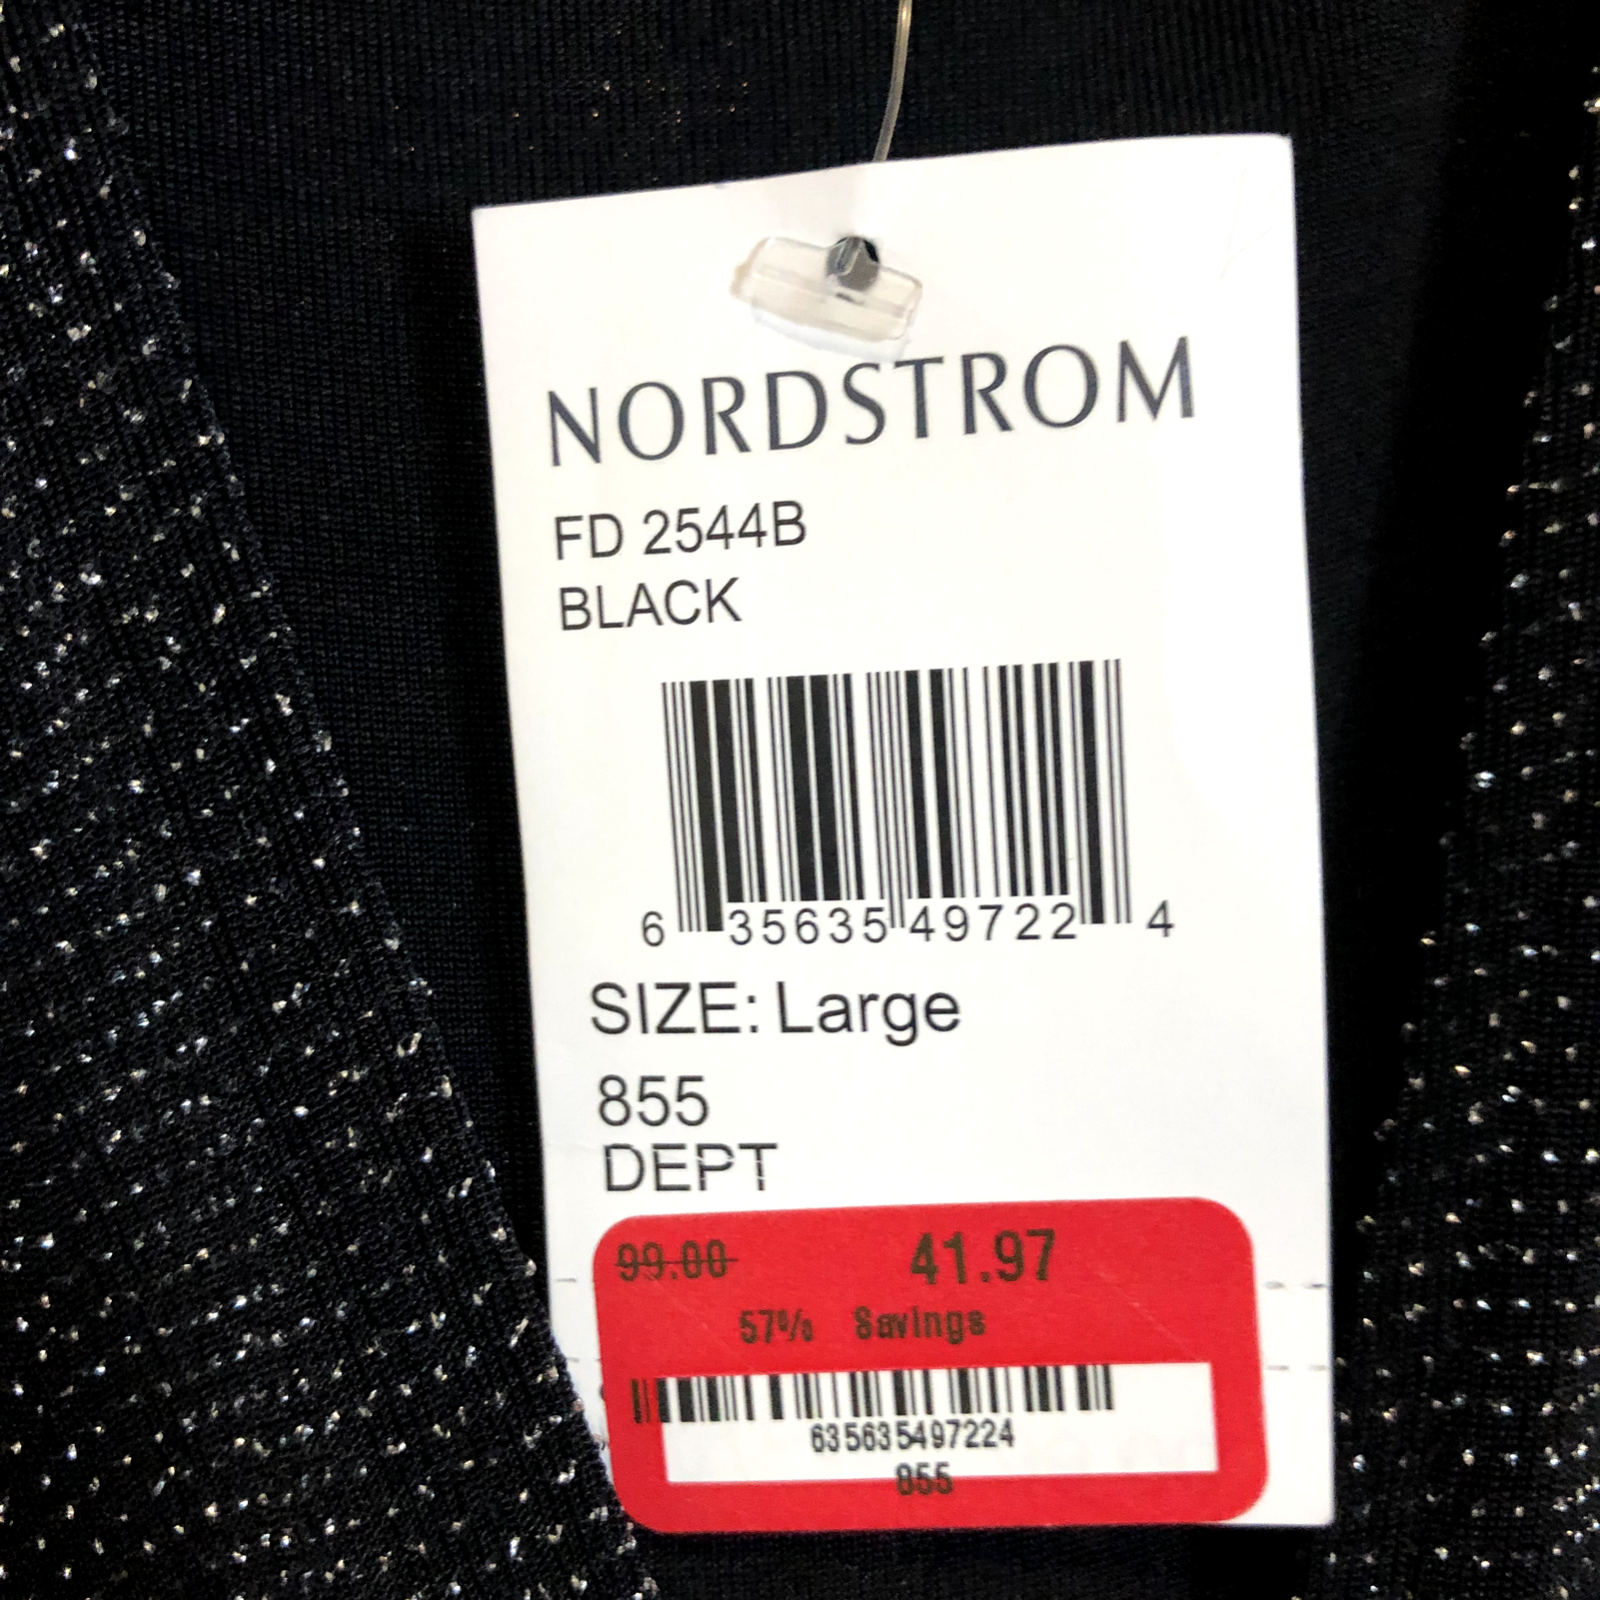 NORDSTROM
FD 2544B
BLACK
6 35635 49722 4
SIZE: Large
855
DEPT
99.00 41.97
57% Savings
635635497224
855